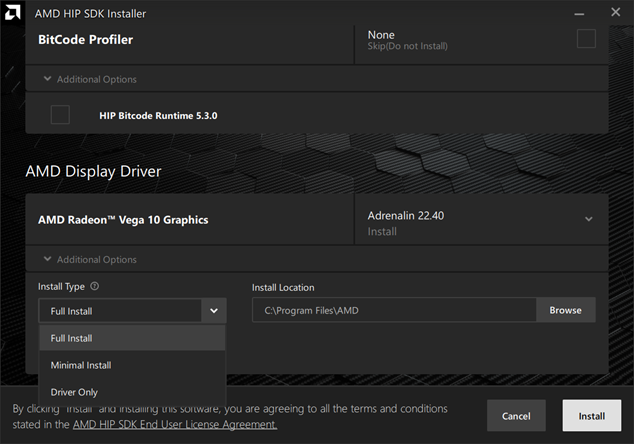 AMD HIP SDK Installer
BitCode Profiler
None
Skip(Do not Install)
Additional Options
HIP Bitcode Runtime 5.3.0
AMD Display Driver
AMD Radeon™ Vega 10 Graphics
Adrenalin 22.40
Install
Additional Options
Install Type
Install Location
Full Install
C:\Program Files\AMD
Browse
Full Install
Minimal Install
Driver Only
By clicking "Install" and installing this software, you are agreeing to all the terms and conditions
stated in the AMD HIP SDK End User License Agreement.
Cancel
Install